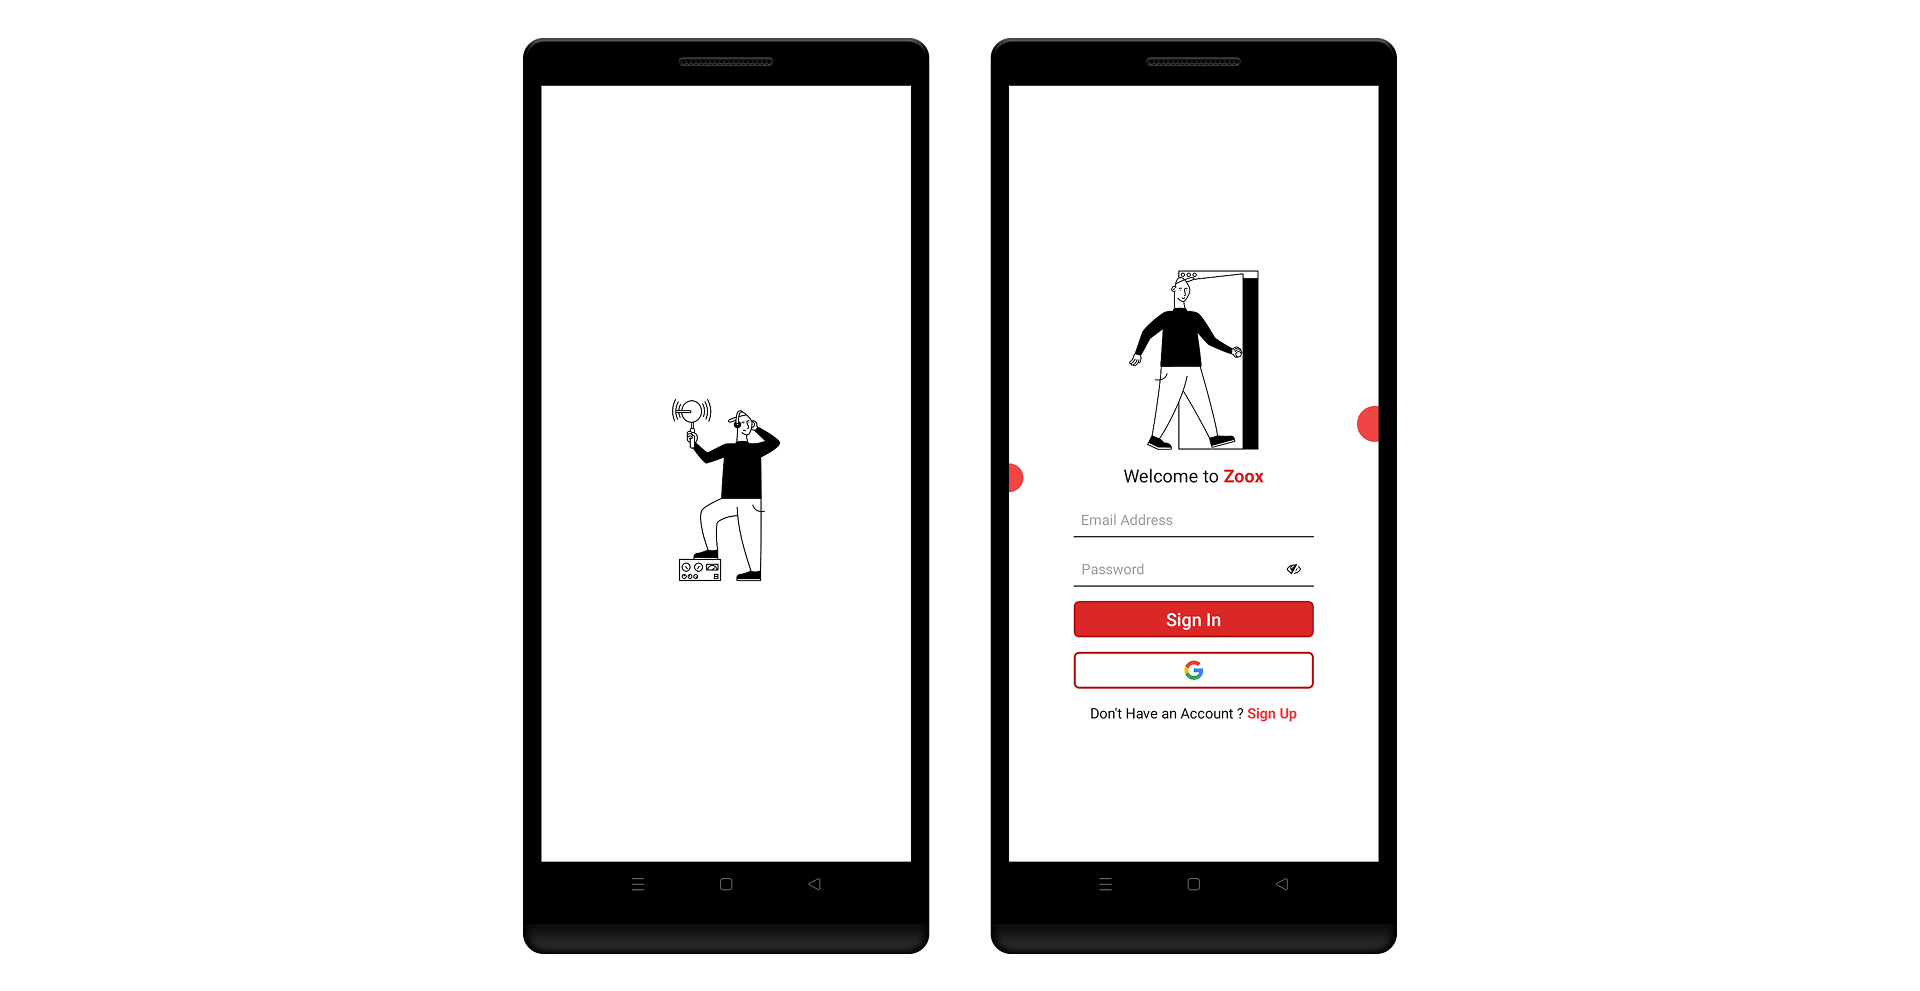 Welcome to Zoox
Email Address
Password
Sign In
Don't Have an Account ? Sign Up